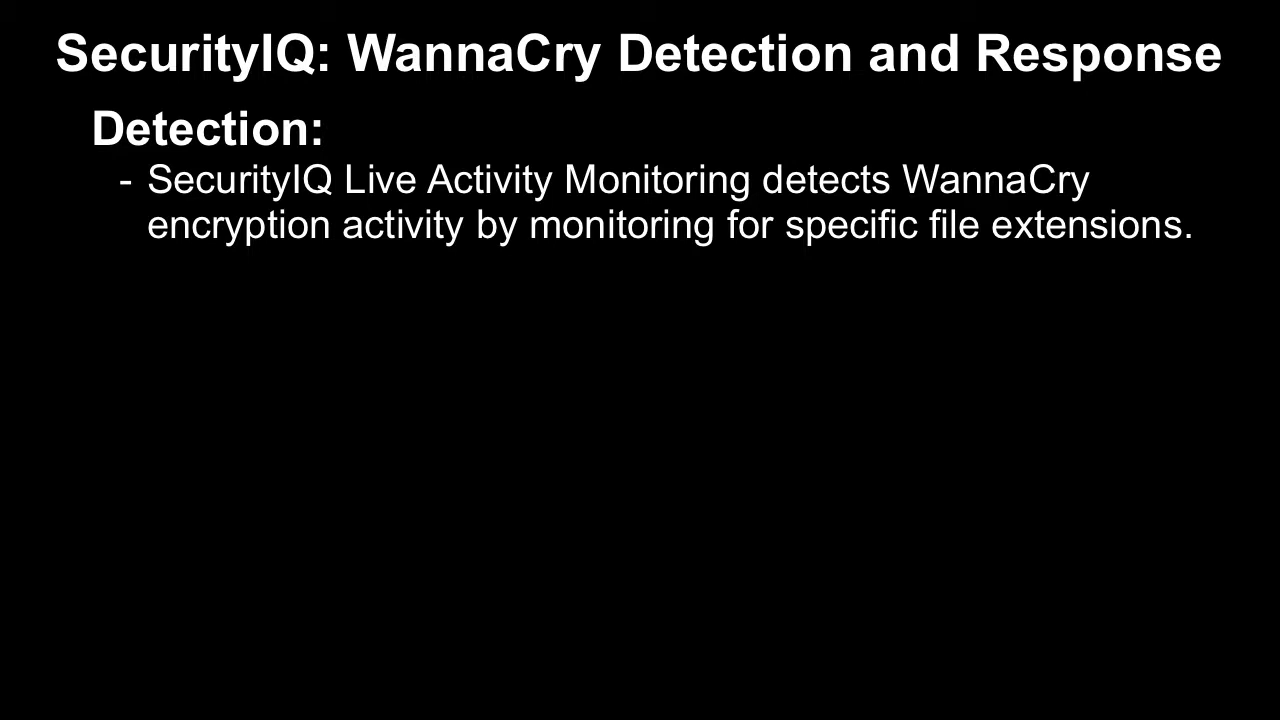 SecurityIQ: WannaCry Detection and Response
Detection:
- SecurityIQ Live Activity Monitoring detects WannaCry
encryption activity by monitoring for specific file extensions.